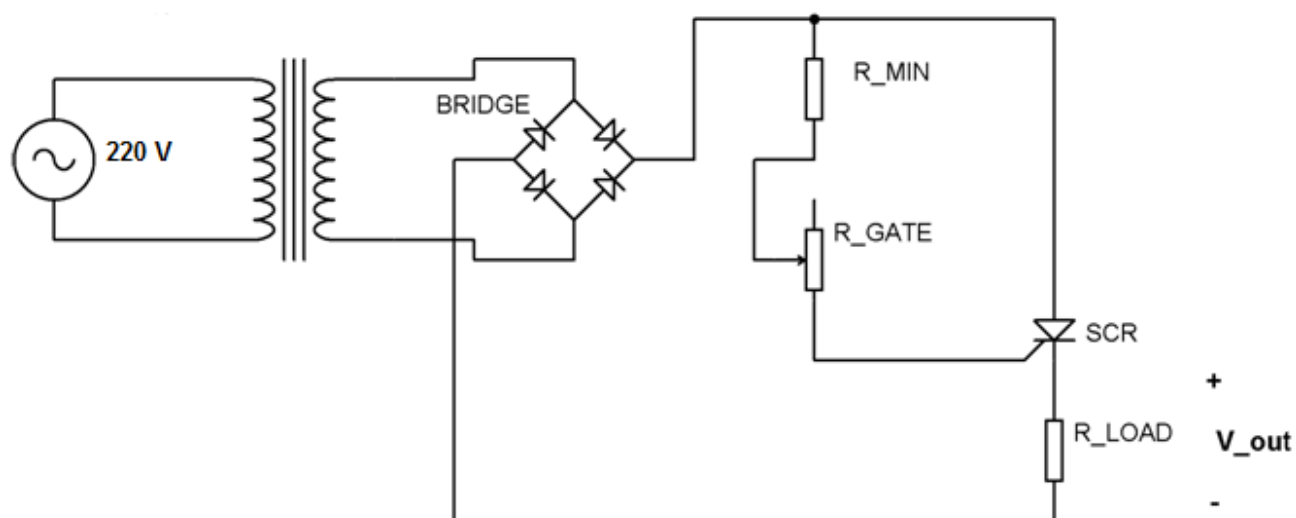 R_MIN
BRIDGE
220 V
R_GATE
SCR
+
R_LOAD
V_out
-